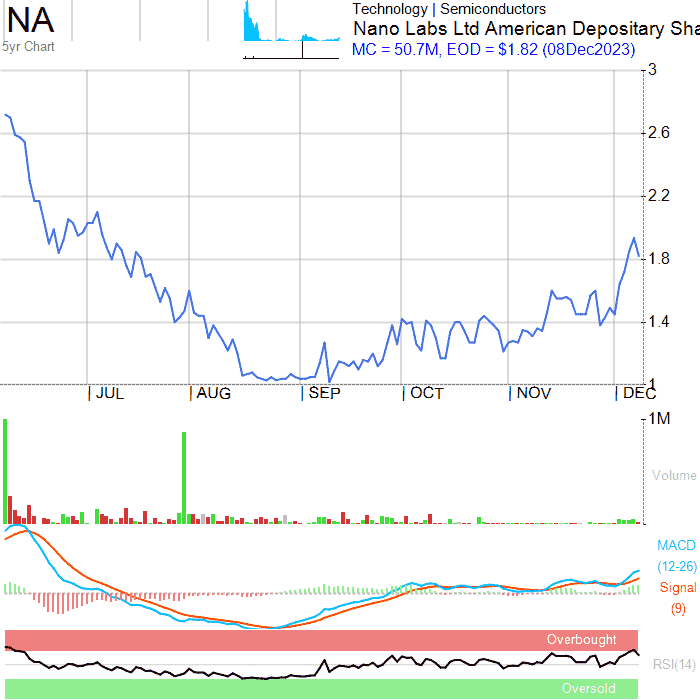 NA
5yr Chart
Technology | Semiconductors
Nano Labs Ltd American Depositary Sha
MC = 50.7M, EOD = $1.82 (08Dec2023)
3
2.6
2.2
1.8
1.4
1
JUL AUG SEP OCT NOV DEC
1M
Volume
MACD
(12-26)
Signal
(9)
Overbought
RSI(14)
Oversold